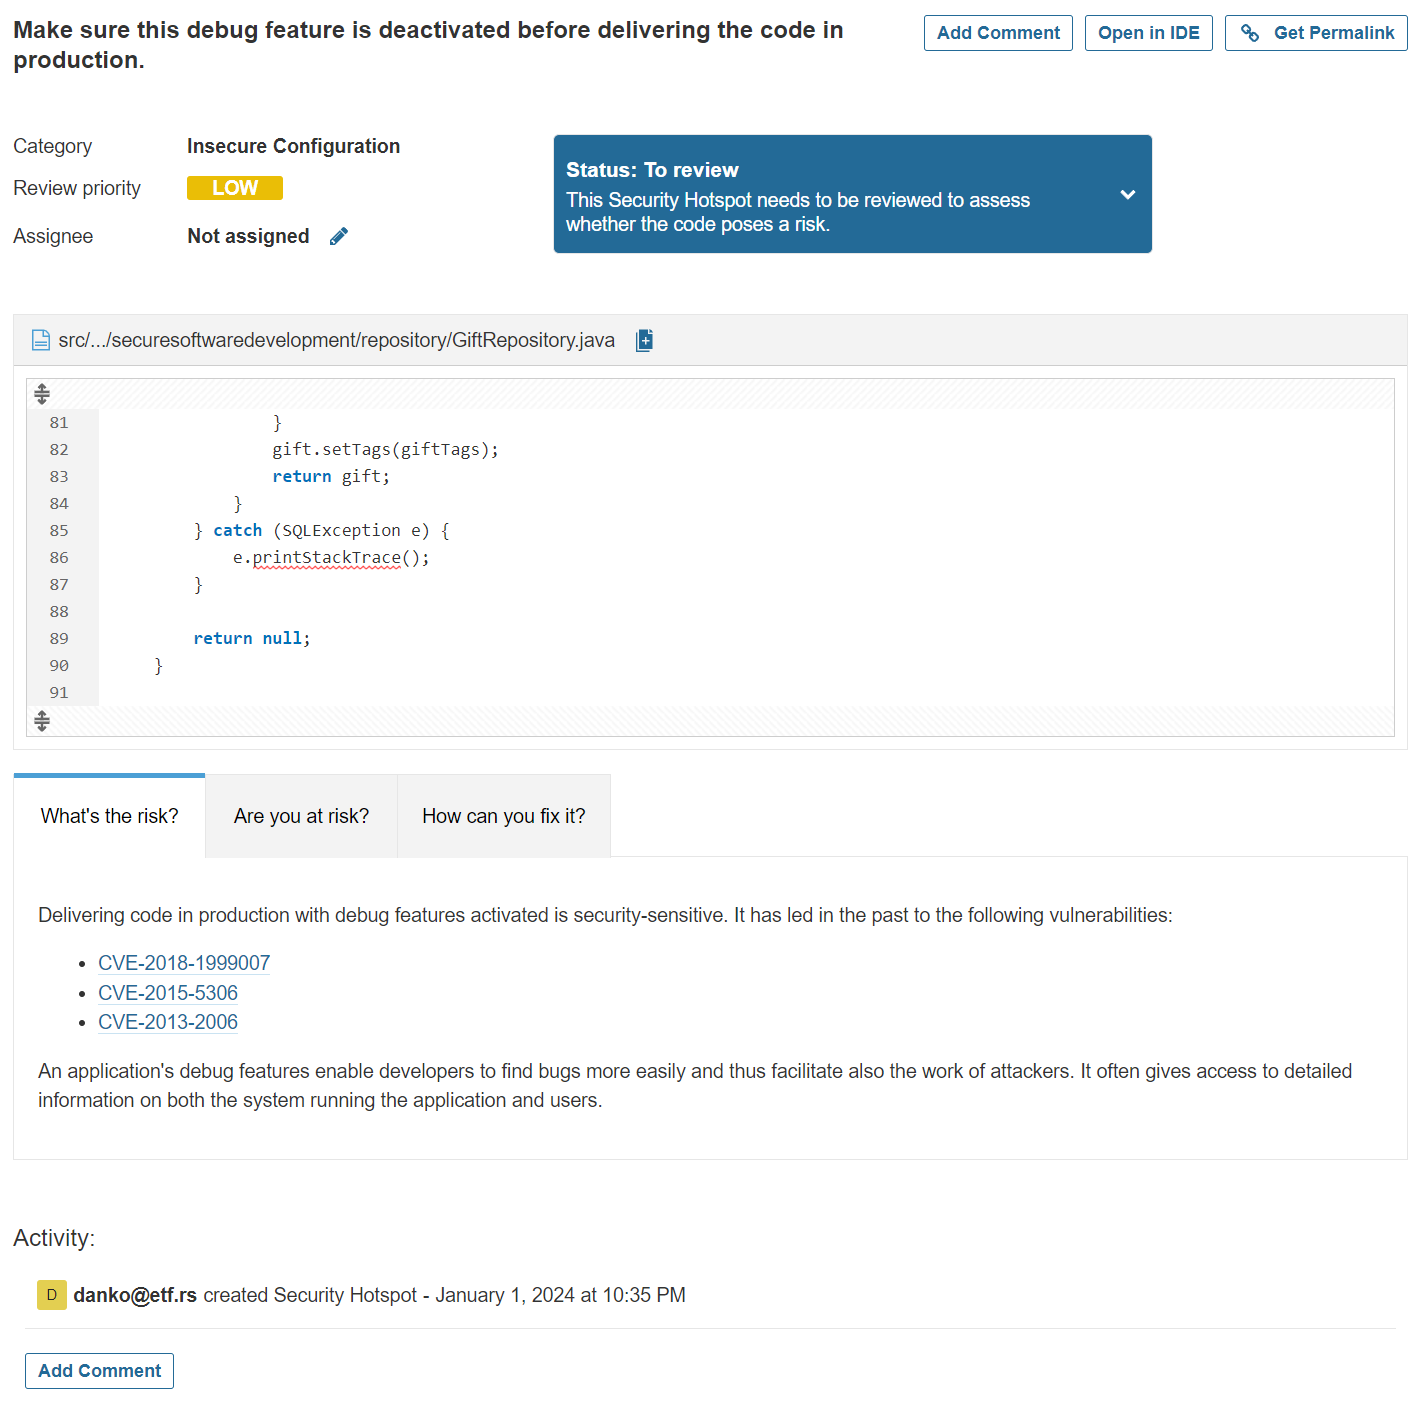 Make sure this debug feature is deactivated before delivering the code in
production.
Add Comment
Open in IDE
Get Permalink
Category
Insecure Configuration
Review priority
LOW
Assignee
Not assigned
Status: To review
This Security Hotspot needs to be reviewed to assess
whether the code poses a risk.
src/.../securesoftwaredevelopment/repository/GiftRepository.java
81 }
82 gift.setTags(giftTags);
83 return gift;
84 }
85 } catch (SQLException e) {
86 e.printStackTrace();
87 }
88
89 return null;
90 }
91
What's the risk?
Are you at risk?
How can you fix it?
Delivering code in production with debug features activated is security-sensitive. It has led in the past to the following vulnerabilities:
• CVE-2018-1999007
• CVE-2015-5306
• CVE-2013-2006
An application's debug features enable developers to find bugs more easily and thus facilitate also the work of attackers. It often gives access to detailed
information on both the system running the application and users.
Activity:
D danko@etf.rs created Security Hotspot - January 1, 2024 at 10:35 PM
Add Comment